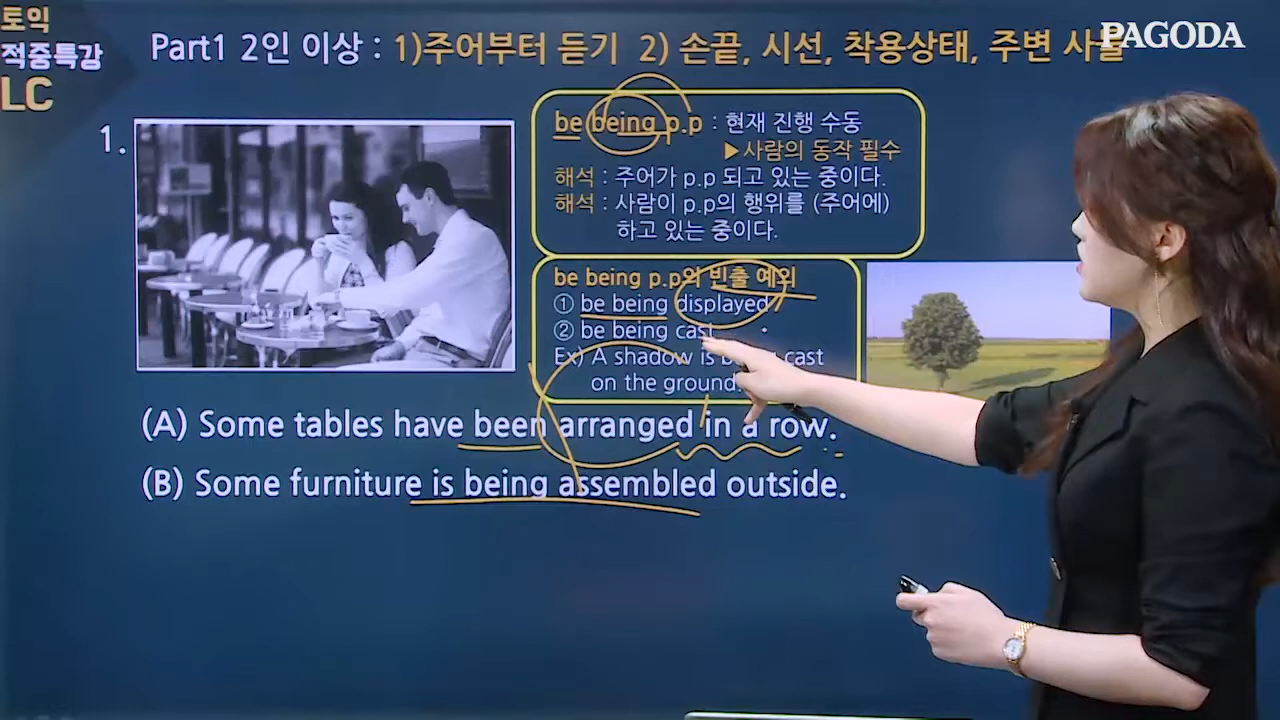 토익
적중특강
LC
Part1 2인 이상 : 1)주어부터 듣기 2) 손끝, 시선, 착용상태, 주변 사물
PAGODA
1.
be being p.p : 현재 진행 수동
▶사람의 동작 필수
해석 : 주어가 p.p 되고 있는 중이다.
해석 : 사람이 p.p의 행위를 (주어에)
하고 있는 중이다.
be being p.p의 빈출 예외
① be being displayed
② be being cast
Ex) A shadow is being cast
on the ground.
(A) Some tables have been arranged in a row.
(B) Some furniture is being assembled outside.